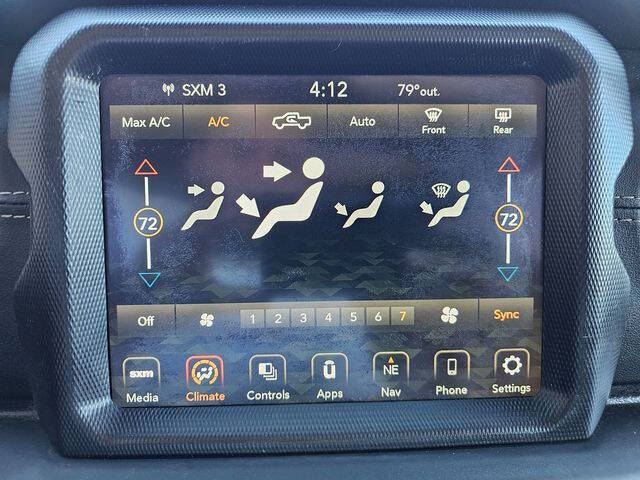 SXM 3 4:12 79° out.
Max A/C A/C Auto Front Rear
72 72
Off 1 2 3 4 5 6 7 Sync
sxm ü NE
Media Climate Controls Apps Nav Phone Settings